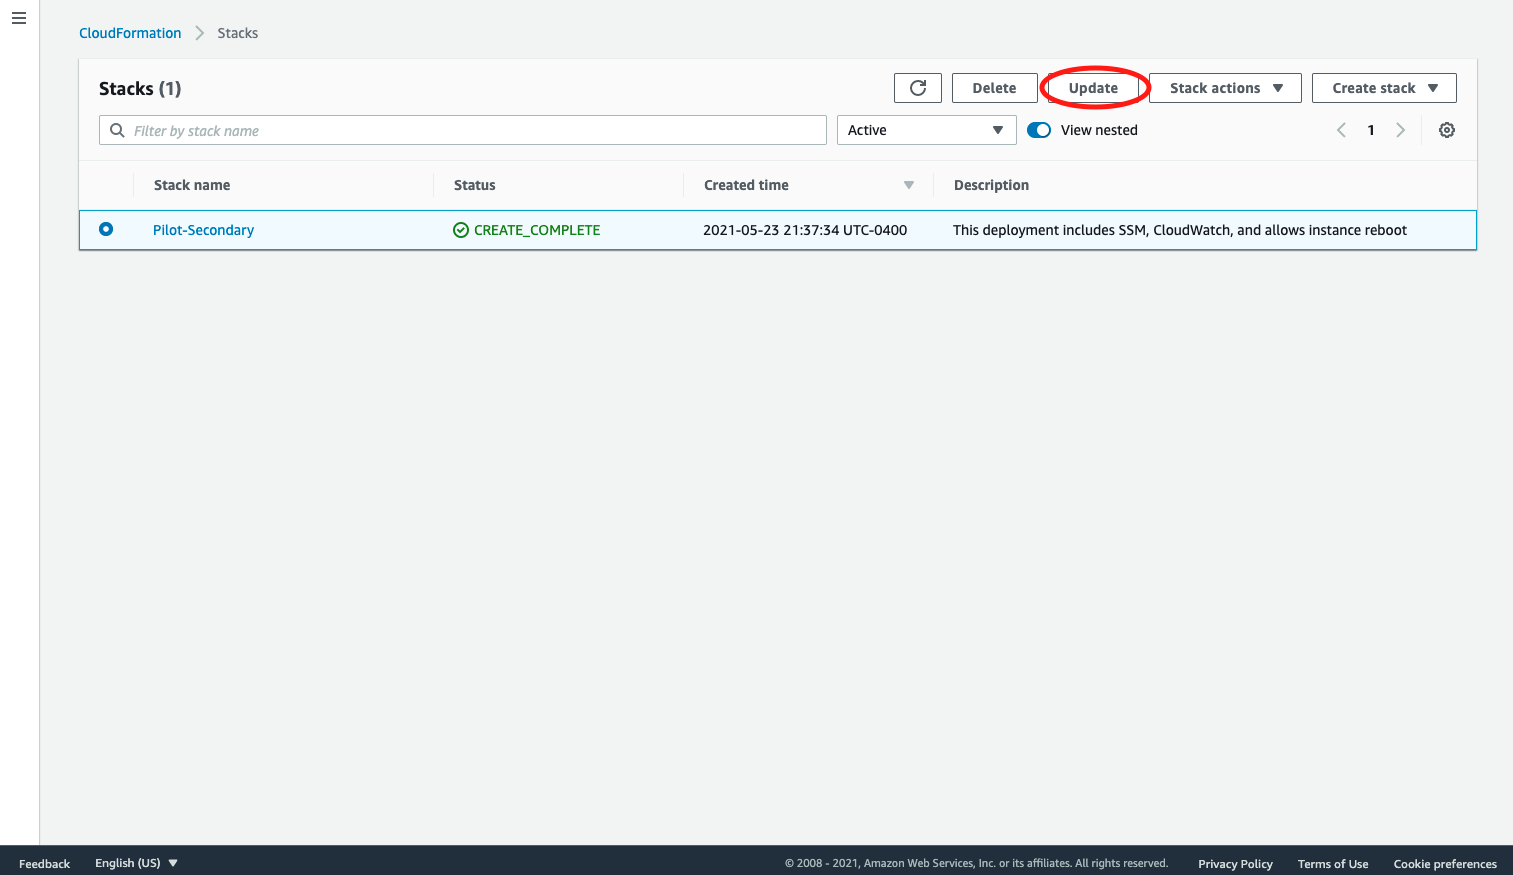 CloudFormation > Stacks
Stacks (1)
Delete
Update
Stack actions
Create stack
Filter by stack name
Active
View nested
1
Stack name Status Created time Description
Pilot-Secondary CREATE_COMPLETE 2021-05-23 21:37:34 UTC-0400 This deployment includes SSM, CloudWatch, and allows instance reboot
Feedback English (US) © 2008 - 2021, Amazon Web Services, Inc. or its affiliates. All rights reserved. Privacy Policy Terms of Use Cookie preferences